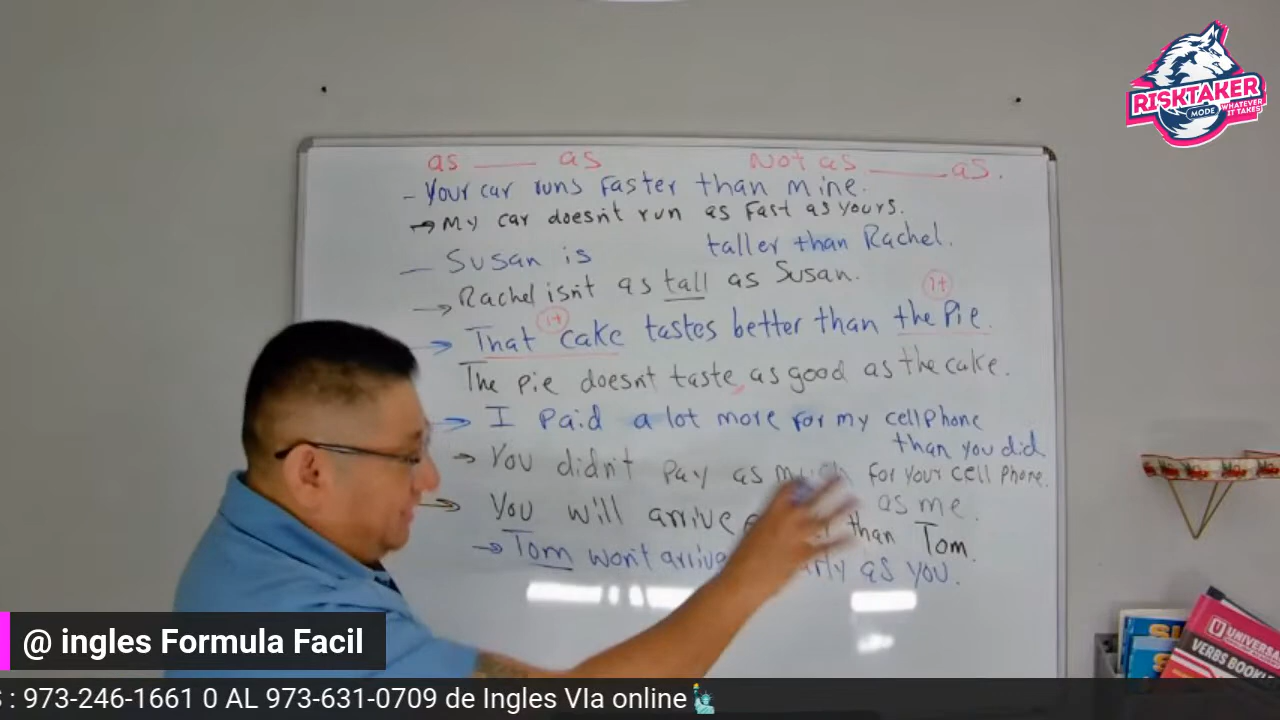 as ____ as
Not as ____ as.
- Your car runs faster than mine.
→ My car doesn't run as fast as yours.
— Susan is taller than Rachel.
→ Rachel isn't as tall as Susan.
it
it
→ That cake tastes better than the Pie.
The pie doesn't taste as good as the cake.
→ I paid a lot more for my cellphone
than you did
→ You didn't pay as much for your cell phone.
as me.
→ You will arrive than Tom.
→ Tom won't arrive as you.
RISKTAKER
MODE
WHATEVER IT TAKES
@ ingles Formula Facil
: 973-246-1661 0 AL 973-631-0709 de Ingles VIa online🗽
UNIVERSA
VERBS BOOKL